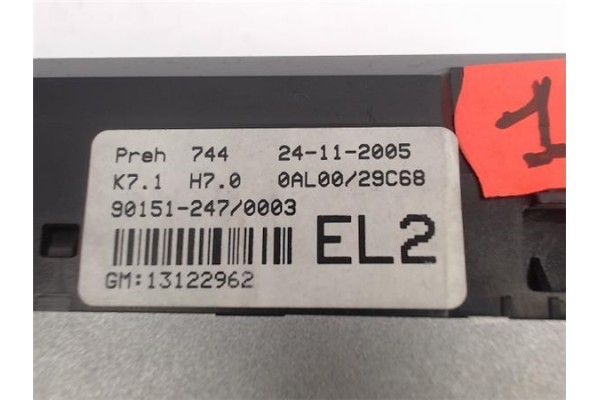 Preh 744 24-11-2005
K7.1 H7.0 0AL00/29C68
90151-247/0003
EL2
GM:13122962
1